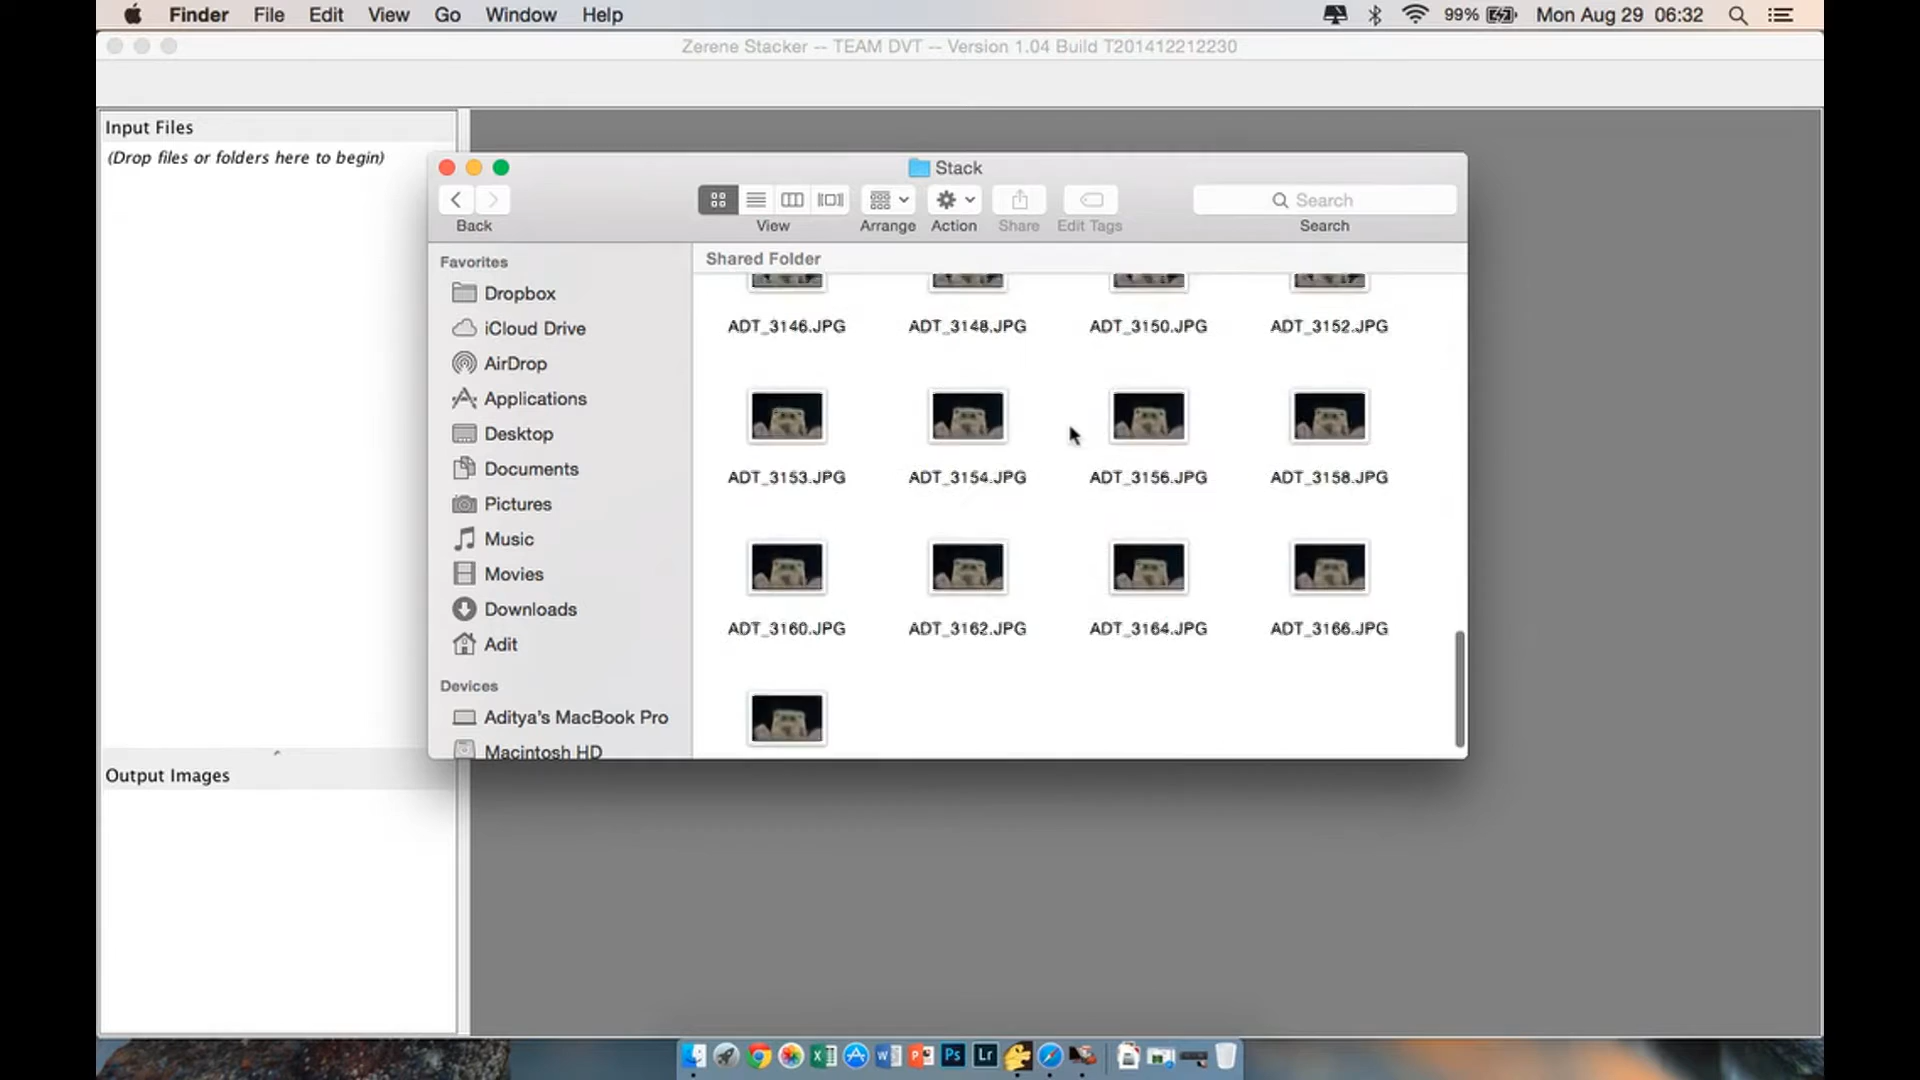 Finder File Edit View Go Window Help 99% Mon Aug 29 06:32
Zerene Stacker -- TEAM DVT -- Version 1.04 Build T201412212230
Input Files
(Drop files or folders here to begin)
Stack
Search
Back View Arrange Action Share Edit Tags Search
Favorites
Dropbox
iCloud Drive
AirDrop
Applications
Desktop
Documents
Pictures
Music
Movies
Downloads
Adit
Devices
Aditya's MacBook Pro
Macintosh HD
Shared Folder
ADT_3146.JPG ADT_3148.JPG ADT_3150.JPG ADT_3152.JPG
ADT_3153.JPG ADT_3154.JPG ADT_3156.JPG ADT_3158.JPG
ADT_3160.JPG ADT_3162.JPG ADT_3164.JPG ADT_3166.JPG
Output Images
Ps Lr